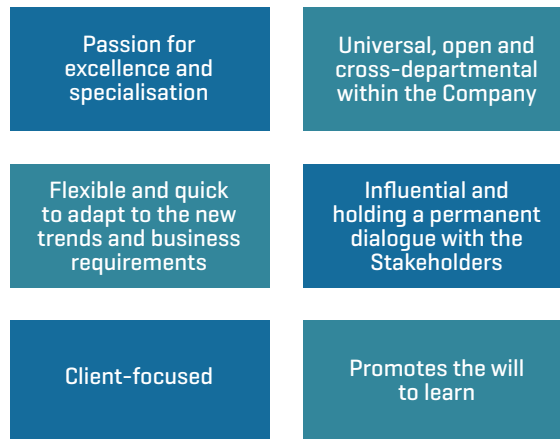 Passion for
excellence and
specialisation
Universal, open and
cross-departmental
within the Company
Flexible and quick
to adapt to the new
trends and business
requirements
Influential and
holding a permanent
dialogue with the
Stakeholders
Client-focused
Promotes the will
to learn